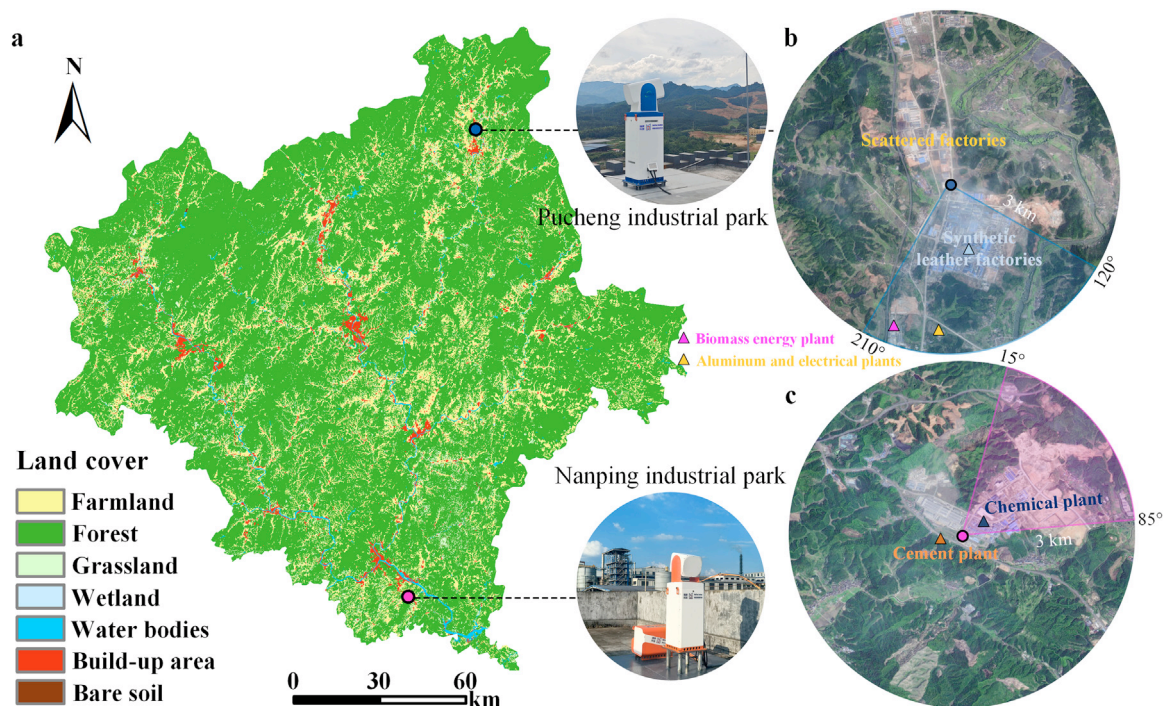 a
N
Pucheng industrial park
b
Scattered factories
3 km
Synthetic
leather factories
120°
210°
Biomass energy plant
Aluminum and electrical plants
15°
c
Chemical plant
85°
3 km
Cement plant
Nanping industrial park
Land cover
Farmland
Forest
Grassland
Wetland
Water bodies
Build-up area
Bare soil
0 30 60
km